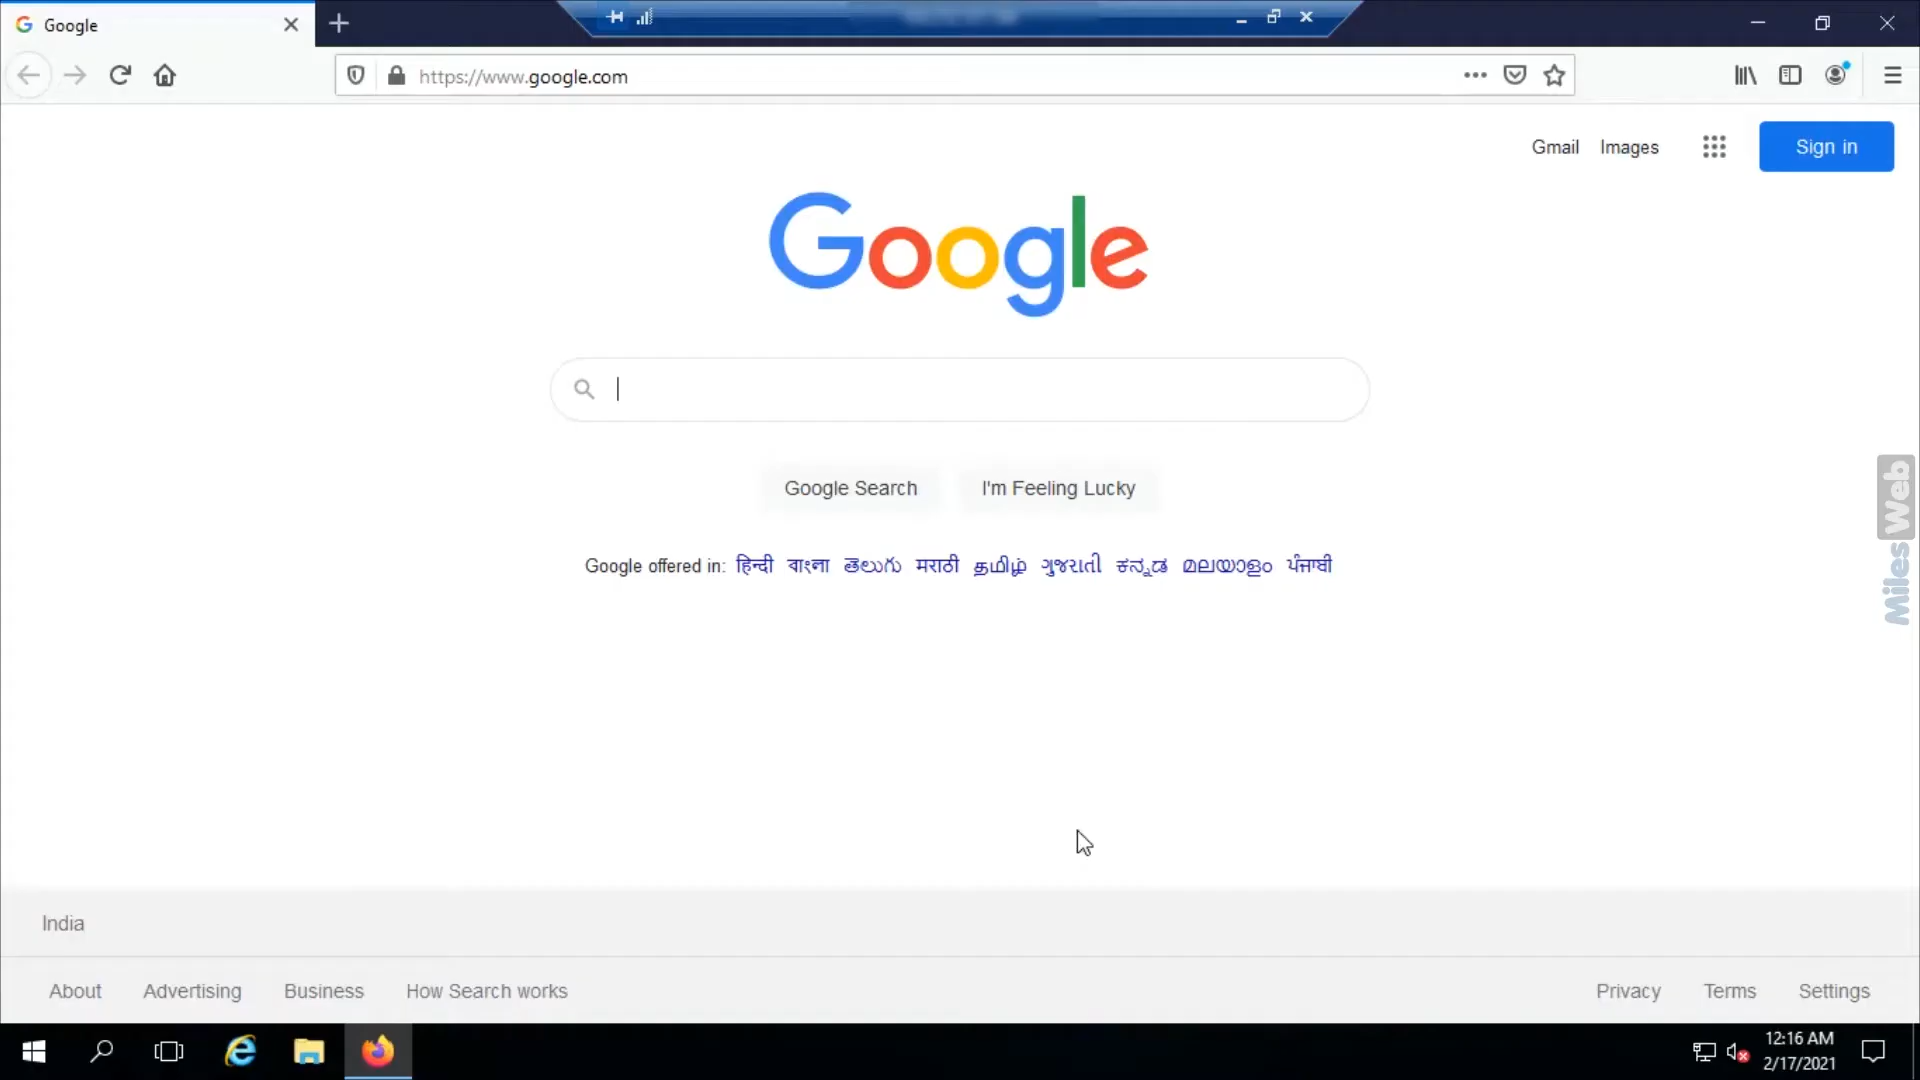 Google
https://www.google.com
Gmail Images Sign in
Google
Google Search I'm Feeling Lucky
Google offered in: हिन्दी বাংলা తెలుగు मराठी தமிழ் ગુજરાતી ಕನ್ನಡ മലയാളം ਪੰਜਾਬੀ
MilesWeb
India
About Advertising Business How Search works Privacy Terms Settings
12:16 AM
2/17/2021